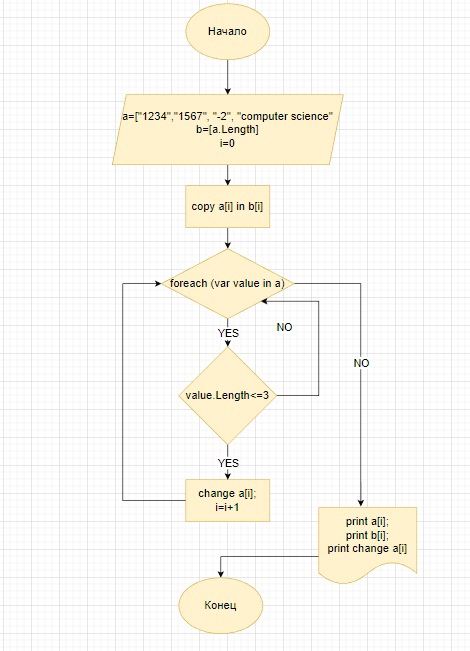 Начало
a=["1234","1567", "-2", "computer science"
b=[a.Length]
i=0
copy a[i] in b[i]
foreach (var value in a)
NO
YES
NO
value.Length<=3
YES
change a[i];
i=i+1
print a[i];
print b[i];
print change a[i]
Конец